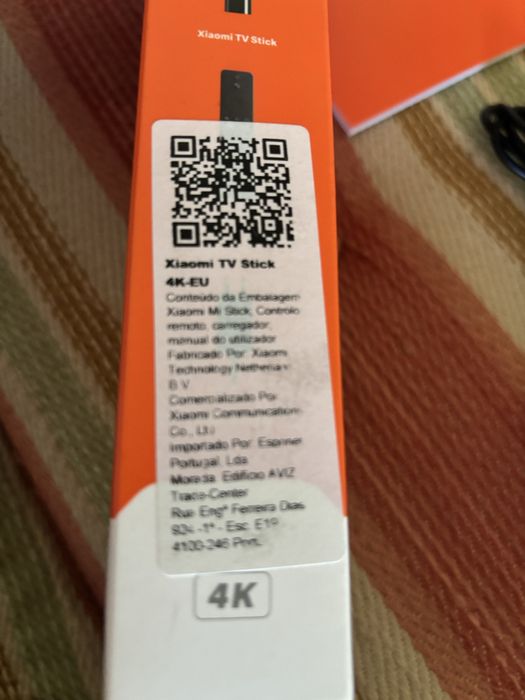 Xiaomi TV Stick
Xiaomi TV Stick
4K-EU
Conteúdo da Embalagem
Xiaomi Mi Stick, Controlo
remoto, carregador,
manual do utilizador
Fabricado Por: Xiaomi
Technology
B.V
Comercializado Por
Xiaomi Communication
Co., Ltd
Importado Por: Esprinet
Portugal, Lda
Morada: Edifício AVIZ
Trade-Center
Rua Engº Ferreira Dias
924 -1º - Esc. E19
4100-246
4K